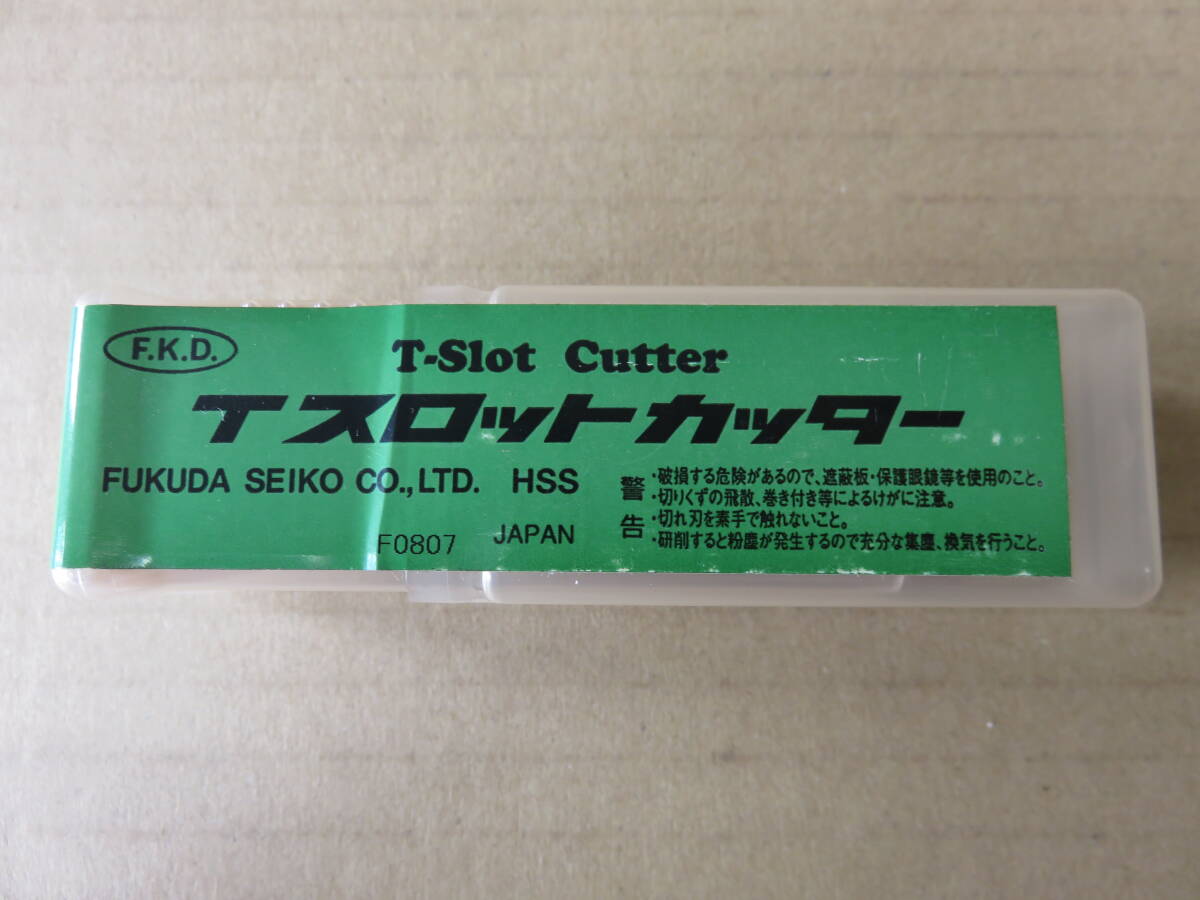 F.K.D.
T-Slot Cutter
Tスロットカッター
FUKUDA SEIKO CO.,LTD. HSS
F0807 JAPAN
警告
・破損する危険があるので、遮蔽板・保護眼鏡等を使用のこと。
・切りくずの飛散、巻き付き等によるけがに注意。
・切れ刃を素手で触れないこと。
・研削すると粉塵が発生するので充分な集塵、換気を行うこと。